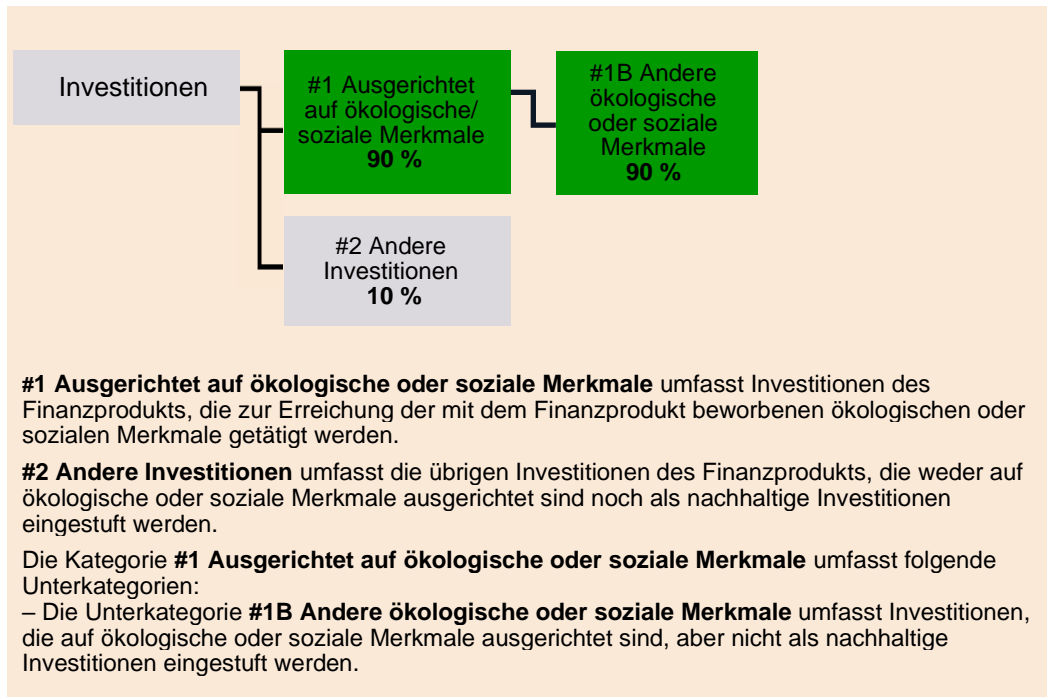 Investitionen
#1 Ausgerichtet
auf ökologische/
soziale Merkmale
90 %
#1B Andere
ökologische
oder soziale
Merkmale
90 %
#2 Andere
Investitionen
10 %
#1 Ausgerichtet auf ökologische oder soziale Merkmale umfasst Investitionen des
Finanzprodukts, die zur Erreichung der mit dem Finanzprodukt beworbenen ökologischen oder
sozialen Merkmale getätigt werden.
#2 Andere Investitionen umfasst die übrigen Investitionen des Finanzprodukts, die weder auf
ökologische oder soziale Merkmale ausgerichtet sind noch als nachhaltige Investitionen
eingestuft werden.
Die Kategorie #1 Ausgerichtet auf ökologische oder soziale Merkmale umfasst folgende
Unterkategorien:
– Die Unterkategorie #1B Andere ökologische oder soziale Merkmale umfasst Investitionen,
die auf ökologische oder soziale Merkmale ausgerichtet sind, aber nicht als nachhaltige
Investitionen eingestuft werden.